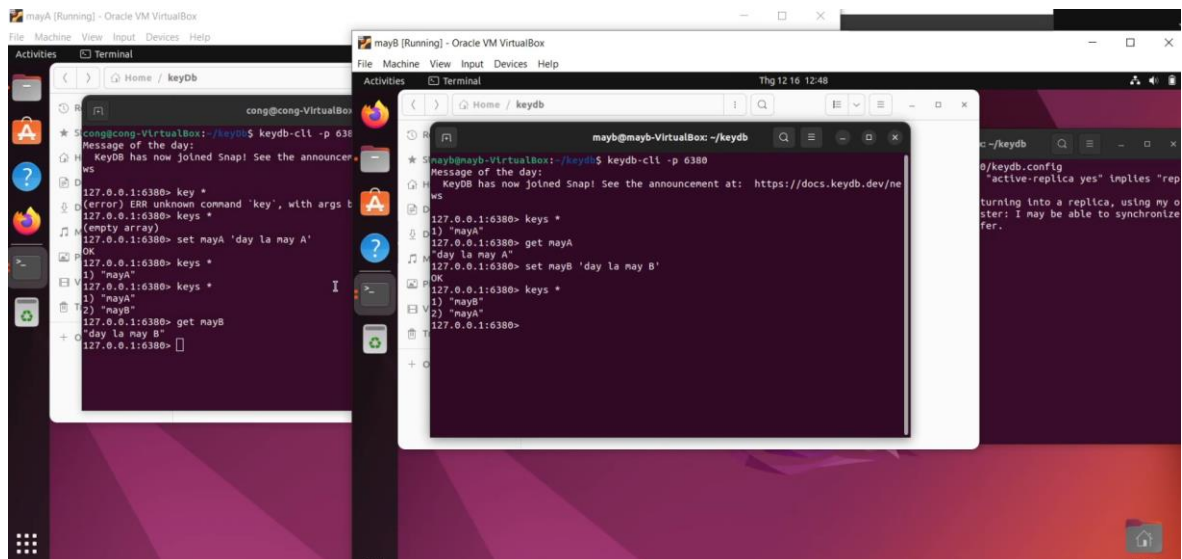 mayA [Running] - Oracle VM VirtualBox
File Machine View Input Devices Help
Activities Terminal
Home / keyDb
cong@cong-VirtualBox
cong@cong-VirtualBox:~/keyDb$ keydb-cli -p 638
Message of the day:
KeyDB has now joined Snap! See the announcem
ws
127.0.0.1:6380> key *
(error) ERR unknown command `key`, with args b
127.0.0.1:6380> keys *
(empty array)
127.0.0.1:6380> set mayA 'day la may A'
OK
127.0.0.1:6380> keys *
1) "mayA"
127.0.0.1:6380> keys *
1) "mayA"
2) "mayB"
127.0.0.1:6380> get mayB
"day la may B"
127.0.0.1:6380>
mayB [Running] - Oracle VM VirtualBox
File Machine View Input Devices Help
Activities Terminal
Thg 12 16 12:48
Home / keydb
mayb@mayb-VirtualBox: ~/keydb
mayb@mayb-VirtualBox:~/keydb$ keydb-cli -p 6380
Message of the day:
KeyDB has now joined Snap! See the announcement at: https://docs.keydb.dev/ne
ws
127.0.0.1:6380> keys *
1) "mayA"
127.0.0.1:6380> get mayA
"day la may A"
127.0.0.1:6380> set mayB 'day la may B'
OK
127.0.0.1:6380> keys *
1) "mayB"
2) "mayA"
127.0.0.1:6380>
x: ~/keydb
0/keydb.config
"active-replica yes" implies "rep
turning into a replica, using my o
ster: I may be able to synchronize
fer.